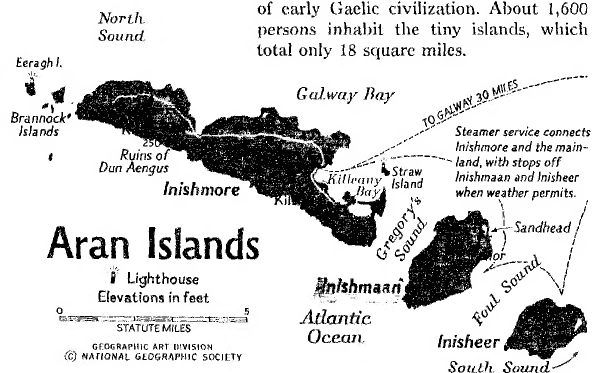 of early Gaelic civilization. About 1,600
persons inhabit the tiny islands, which
total only 18 square miles.
North
Sound
Eeragh I.
Brannock
Islands
Galway Bay
TO GALWAY 30 MILES
Steamer service connects
Inishmore and the main-
land, with stops off
Inishmaan and Inisheer
when weather permits.
250
Ruins of
Dun Aengus
Inishmore
Killeany
Bay
Straw
Island
Gregory's
Sound
Sandhead
Aran Islands
Lighthouse
Elevations in feet
0 5
STATUTE MILES
GEOGRAPHIC ART DIVISION
© NATIONAL GEOGRAPHIC SOCIETY
Inishmaan
Atlantic
Ocean
Foul Sound
Inisheer
South Sound